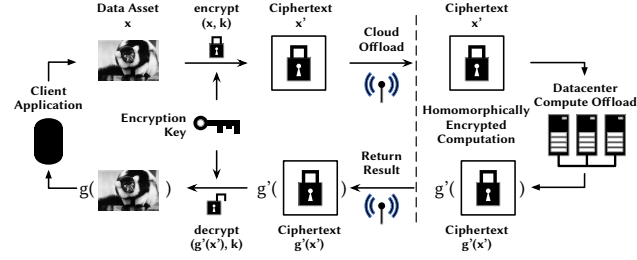 Data Asset
x
encrypt
(x, k)
Ciphertext
x'
Cloud
Offload
Ciphertext
x'
Client
Application
Encryption
Key
Homomorphically
Encrypted
Computation
Datacenter
Compute Offload
g( )
decrypt
(g'(x'), k)
g'( )
Ciphertext
g'(x')
Return
Result
g'( )
Ciphertext
g'(x')